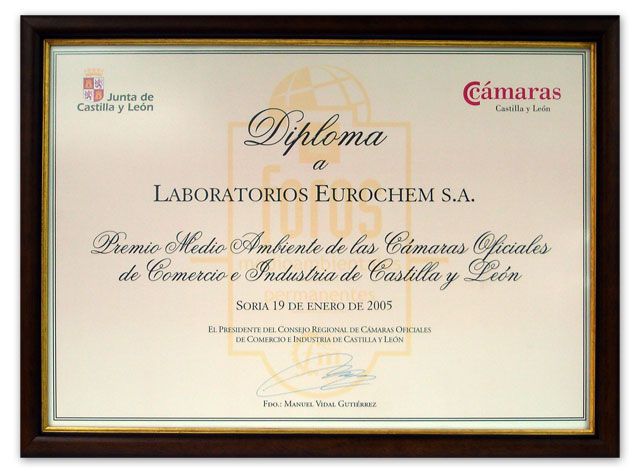 Junta de
Castilla y León
Cámaras
Castilla y León
Diploma
a
LABORATORIOS EUROCHEM S.A.
foros
Premio Medio Ambiente de las Cámaras Oficiales
de Comercio e Industria de Castilla y León
permanentes
SORIA 19 DE ENERO DE 2005
EL PRESIDENTE DEL CONSEJO REGIONAL DE CÁMARAS OFICIALES
DE COMERCIO E INDUSTRIA DE CASTILLA Y LEÓN
FDO.: MANUEL VIDAL GUTIÉRREZ